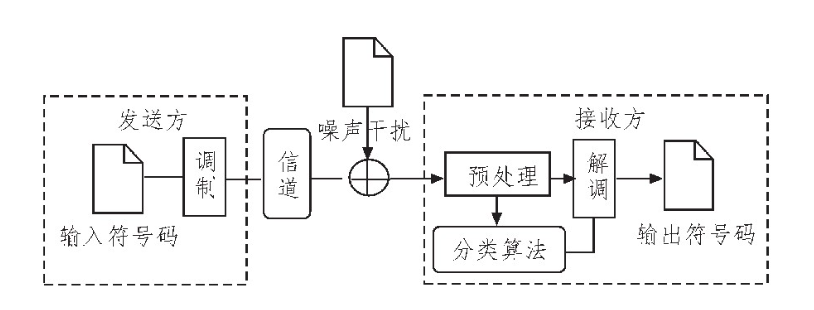 发送方
调制
输入符号码
信道
噪声干扰
接收方
预处理
解调
分类算法
输出符号码